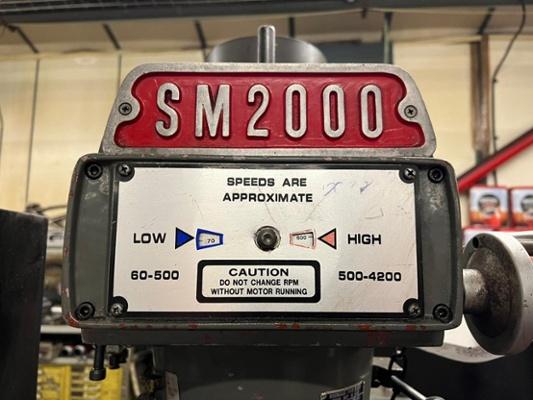 SM2000
SPEEDS ARE
APPROXIMATE
LOW 70 500 HIGH
60-500 500-4200
CAUTION
DO NOT CHANGE RPM
WITHOUT MOTOR RUNNING